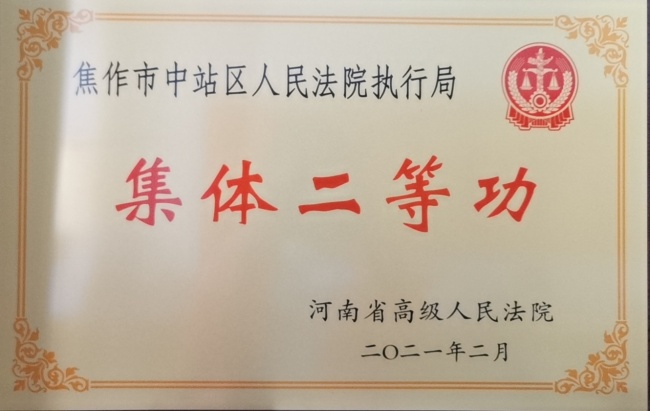 焦作市中站区人民法院执行局
集体二等功
河南省高级人民法院
二〇二一年二月